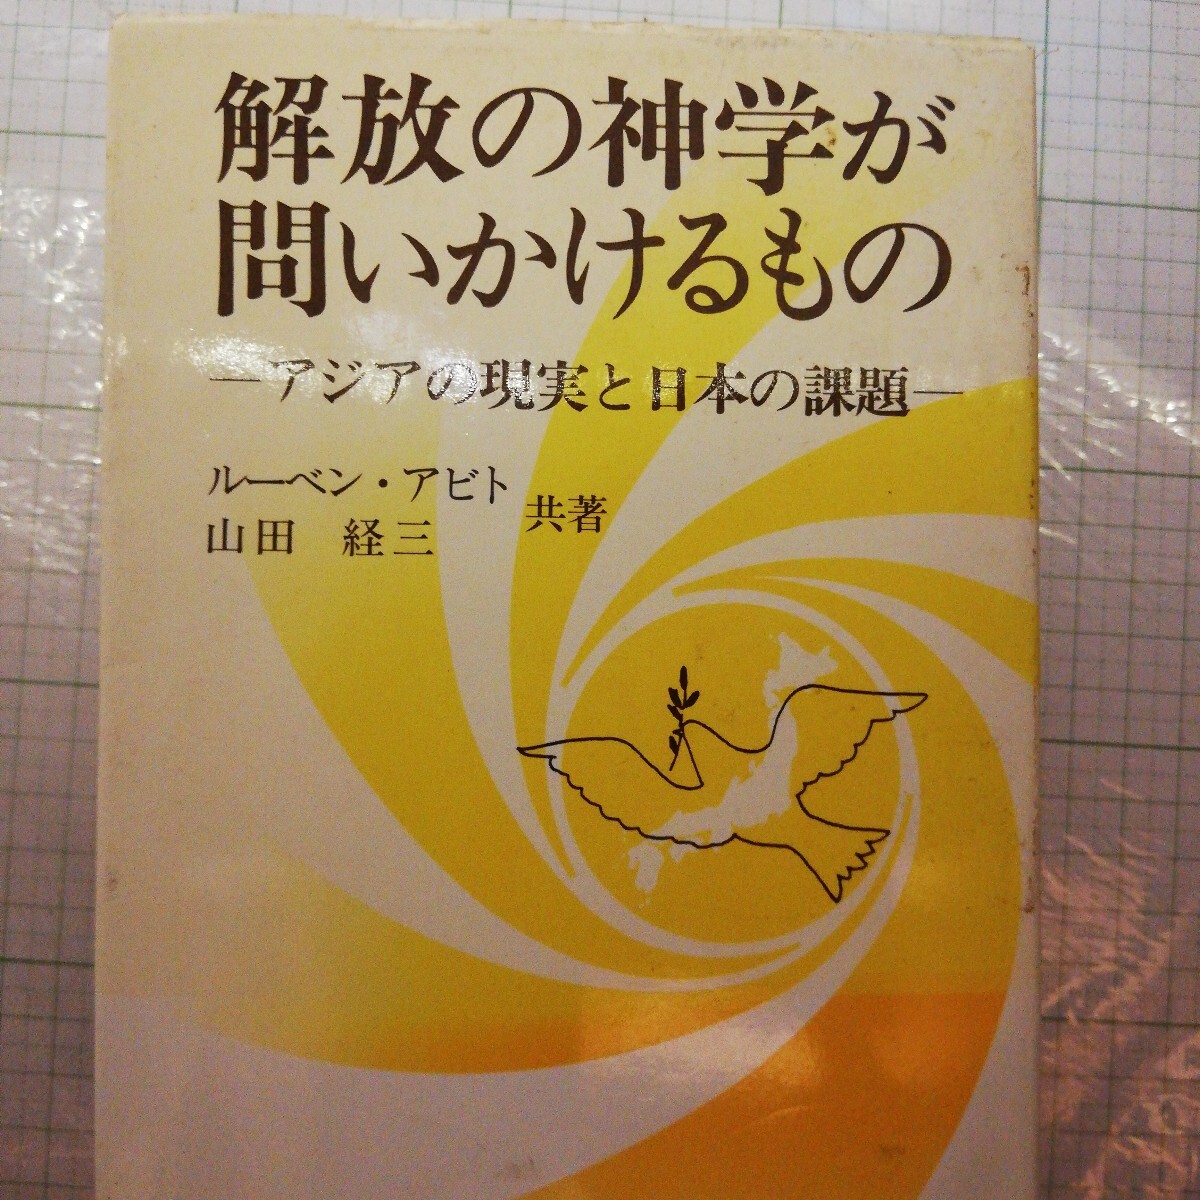 解放の神学が
問いかけるもの
―アジアの現実と日本の課題―
ルーベン・アビト
山田 経三
共著